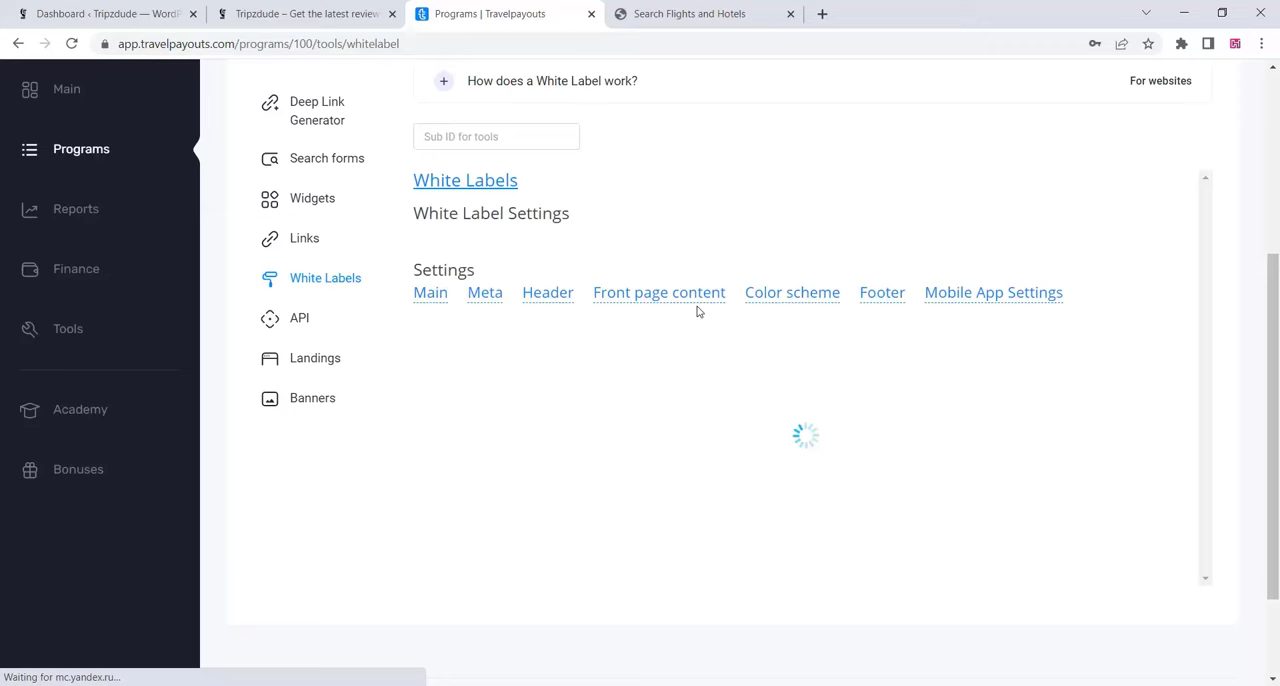 Dashboard ‹ Tripzdude — WordP
Tripzdude – Get the latest review
Programs | Travelpayouts
Search Flights and Hotels
app.travelpayouts.com/programs/100/tools/whitelabel
Main
Programs
Reports
Finance
Tools
Academy
Bonuses
Deep Link
Generator
Search forms
Widgets
Links
White Labels
API
Landings
Banners
How does a White Label work?
For websites
Sub ID for tools
White Labels
White Label Settings
Settings
Main Meta Header Front page content Color scheme Footer Mobile App Settings
Waiting for mc.yandex.ru...